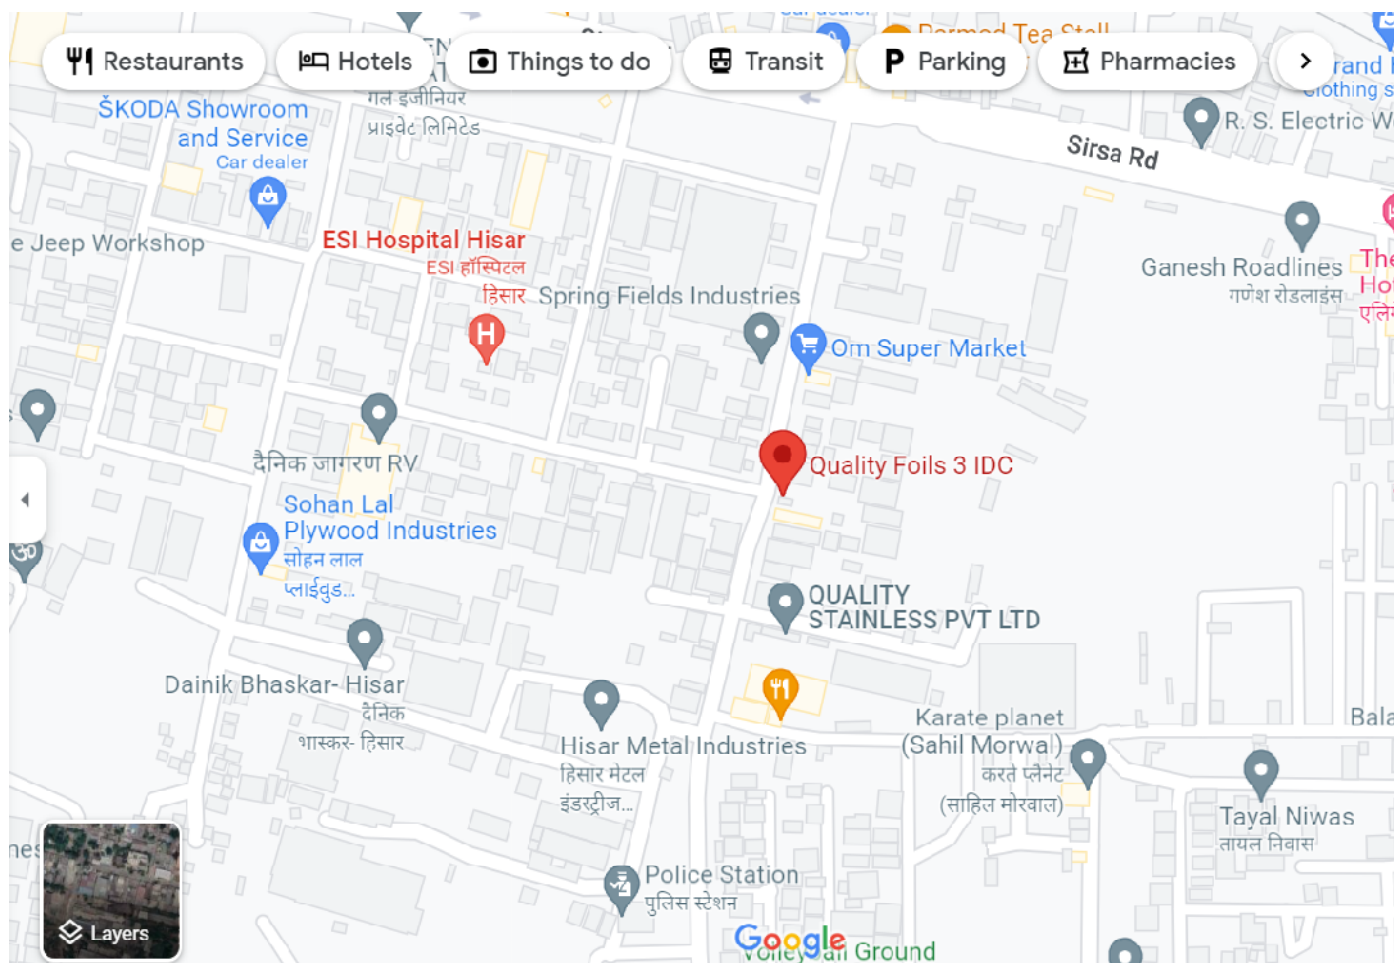 Restaurants
Hotels
Things to do
Transit
Parking
Pharmacies
Sirsa Rd
R. S. Electric
ŠKODA Showroom
and Service
Car dealer
प्राइवेट लिमिटेड
Jeep Workshop
ESI Hospital Hisar
ESI हॉस्पिटल
हिसार
Spring Fields Industries
Om Super Market
Ganesh Roadlines
गणेश रोडलाइंस
The
दैनिक जागरण RV
Quality Foils 3 IDC
Sohan Lal
Plywood Industries
सोहन लाल
प्लाईवुड...
QUALITY
STAINLESS PVT LTD
Dainik Bhaskar- Hisar
दैनिक
भास्कर- हिसार
Hisar Metal Industries
हिसार मेटल
इंडस्ट्रीज...
Karate planet
(Sahil Morwal)
करते प्लैनेट
(साहिल मोरवाल)
Tayal Niwas
तायल निवास
Police Station
पुलिस स्टेशन
Layers
Google
Ground